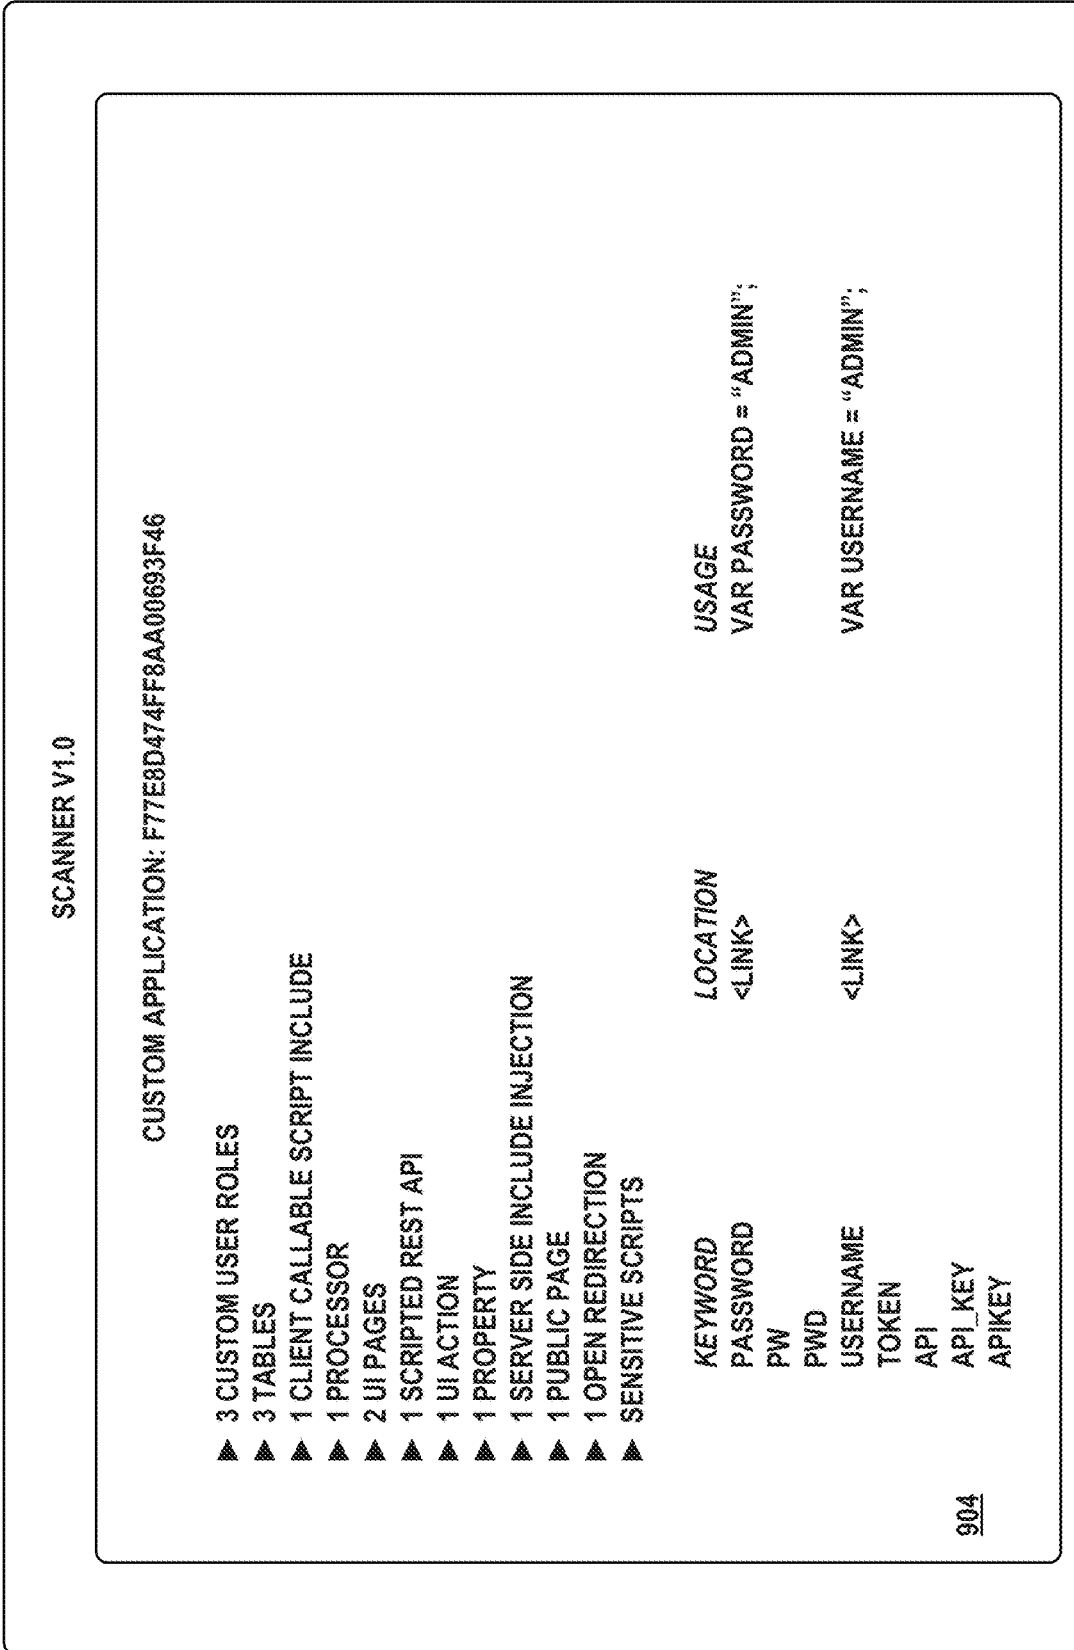 SCANNER V1.0
CUSTOM APPLICATION: F77E8D474FF8AA00693F46
▶ 3 CUSTOM USER ROLES
▶ 3 TABLES
▶ 1 CLIENT CALLABLE SCRIPT INCLUDE
▶ 1 PROCESSOR
▶ 2 UI PAGES
▶ 1 SCRIPTED REST API
▶ 1 UI ACTION
▶ 1 PROPERTY
▶ 1 SERVER SIDE INCLUDE INJECTION
▶ 1 PUBLIC PAGE
▶ 1 OPEN REDIRECTION
▶ SENSITIVE SCRIPTS
KEYWORD LOCATION USAGE
PASSWORD <LINK> VAR PASSWORD = “ADMIN”;
PW
PWD
USERNAME <LINK> VAR USERNAME = “ADMIN”;
TOKEN
API
API_KEY
APIKEY
904